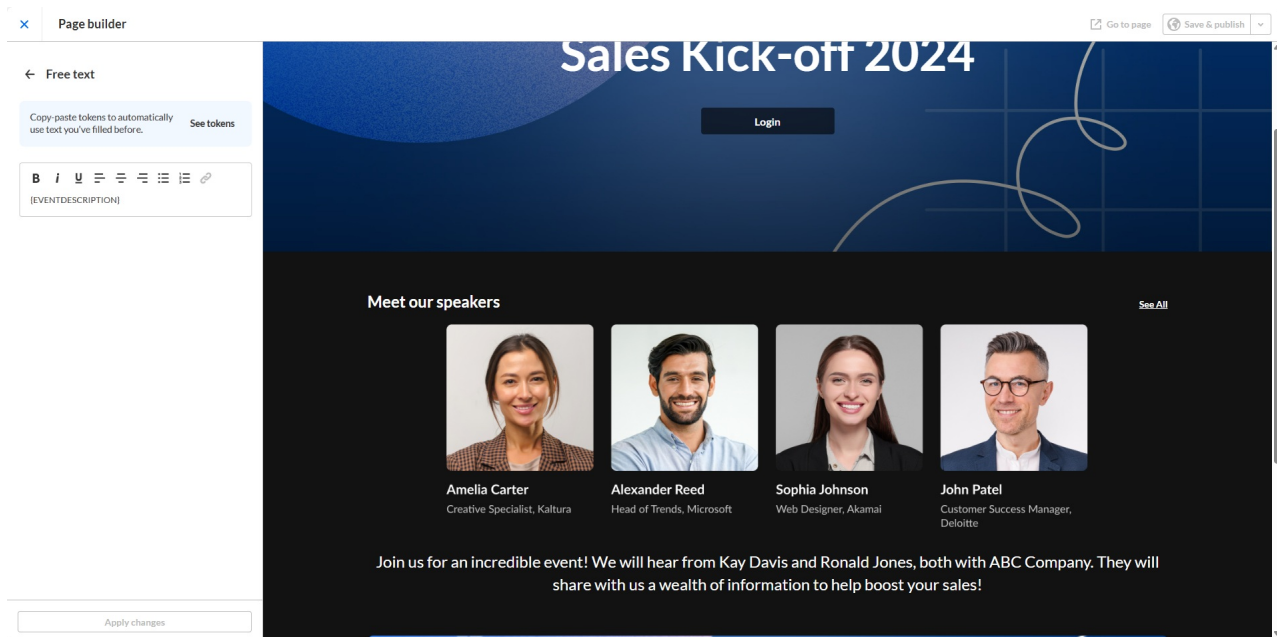 Page builder
Go to page
Save & publish
Free text
Copy-paste tokens to automatically
use text you've filled before.
See tokens
B i U
{EVENTDESCRIPTION}
Apply changes
Sales Kick-off 2024
Login
Meet our speakers
See All
Amelia Carter
Creative Specialist, Kaltura
Alexander Reed
Head of Trends, Microsoft
Sophia Johnson
Web Designer, Akamai
John Patel
Customer Success Manager,
Deloitte
Join us for an incredible event! We will hear from Kay Davis and Ronald Jones, both with ABC Company. They will
share with us a wealth of information to help boost your sales!